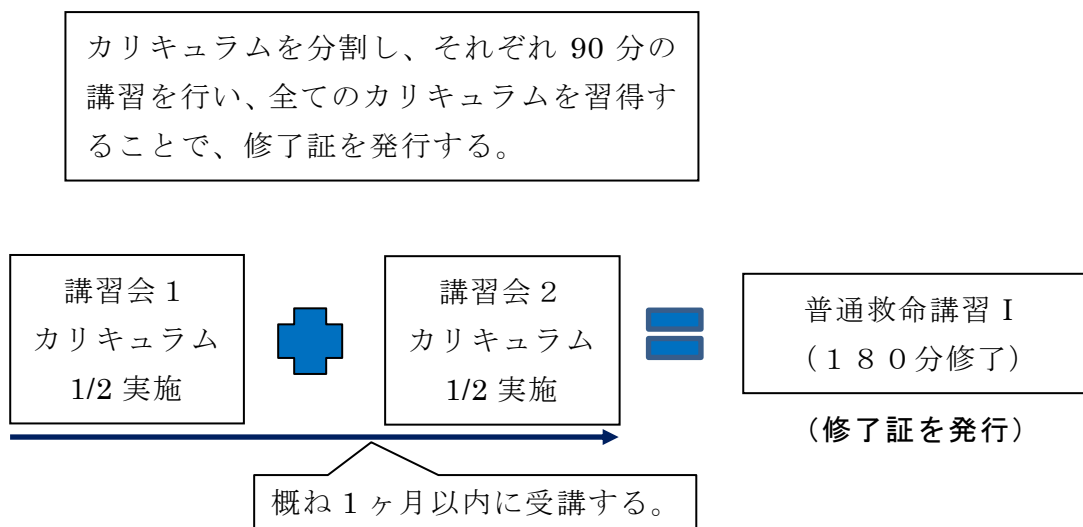 カリキュラムを分割し、それぞれ 90 分の
講習を行い、全てのカリキュラムを習得す
ることで、修了証を発行する。
講習会 1
カリキュラム
1/2 実施
講習会 2
カリキュラム
1/2 実施
普通救命講習 I
（１８０分修了）
（修了証を発行）
概ね 1 ヶ月以内に受講する。